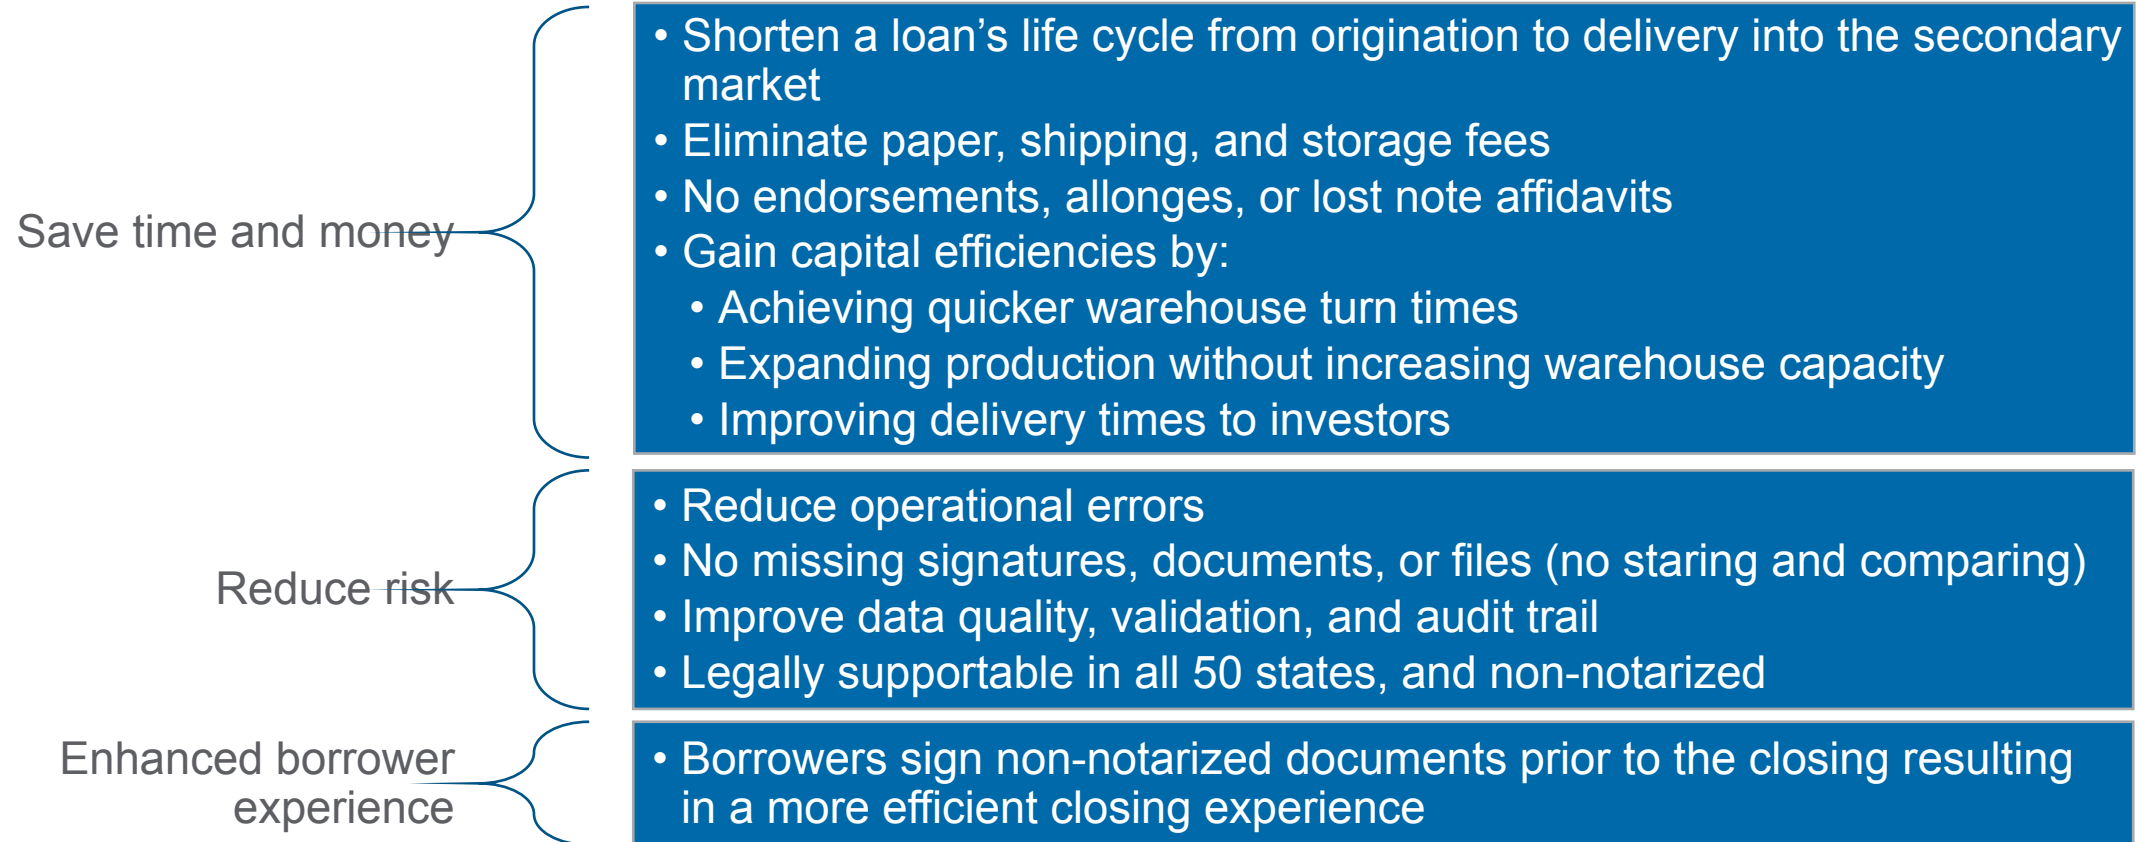 Save time and money
• Shorten a loan’s life cycle from origination to delivery into the secondary
market
• Eliminate paper, shipping, and storage fees
• No endorsements, allonges, or lost note affidavits
• Gain capital efficiencies by:
• Achieving quicker warehouse turn times
• Expanding production without increasing warehouse capacity
• Improving delivery times to investors
Reduce risk
• Reduce operational errors
• No missing signatures, documents, or files (no staring and comparing)
• Improve data quality, validation, and audit trail
• Legally supportable in all 50 states, and non-notarized
Enhanced borrower
experience
• Borrowers sign non-notarized documents prior to the closing resulting
in a more efficient closing experience